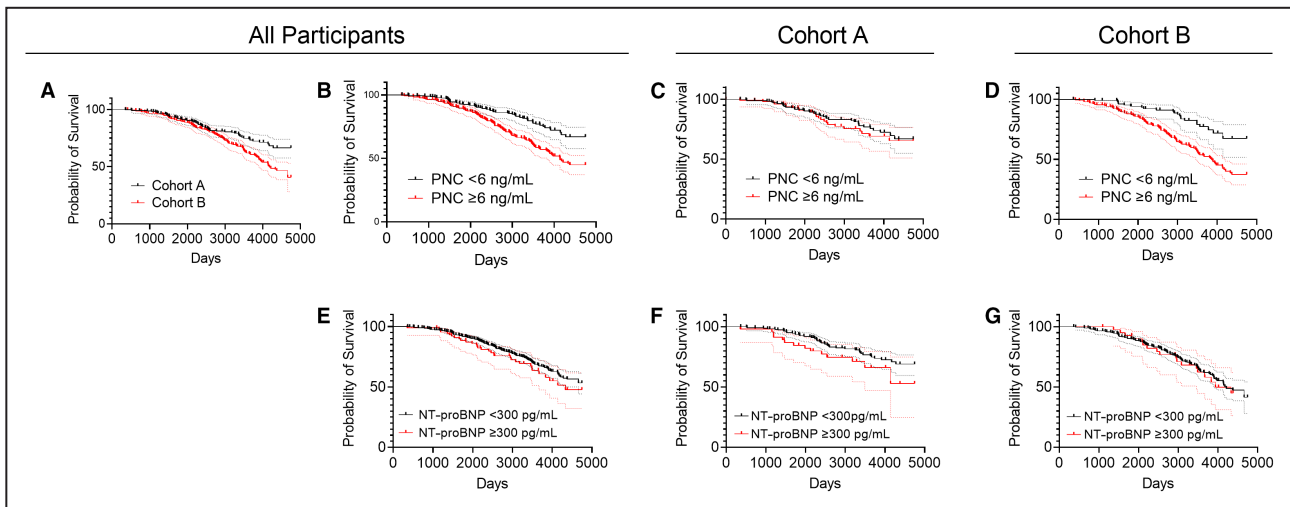 All Participants
Cohort A
Cohort B
A
Probability of Survival
100
50
0
Cohort A
Cohort B
0 1000 2000 3000 4000 5000
Days
B
Probability of Survival
100
50
0
PNC <6 ng/mL
PNC ≥6 ng/mL
0 1000 2000 3000 4000 5000
Days
C
Probability of Survival
100
50
0
PNC <6 ng/mL
PNC ≥6 ng/mL
0 1000 2000 3000 4000 5000
Days
D
Probability of Survival
100
50
0
PNC <6 ng/mL
PNC ≥6 ng/mL
0 1000 2000 3000 4000 5000
Days
E
Probability of Survival
100
50
0
NT-proBNP <300 pg/mL
NT-proBNP ≥300 pg/mL
0 1000 2000 3000 4000 5000
Days
F
Probability of Survival
100
50
0
NT-proBNP <300pg/mL
NT-proBNP ≥300 pg/mL
0 1000 2000 3000 4000 5000
Days
G
Probability of Survival
100
50
0
NT-proBNP <300 pg/mL
NT-proBNP ≥300 pg/mL
0 1000 2000 3000 4000 5000
Days